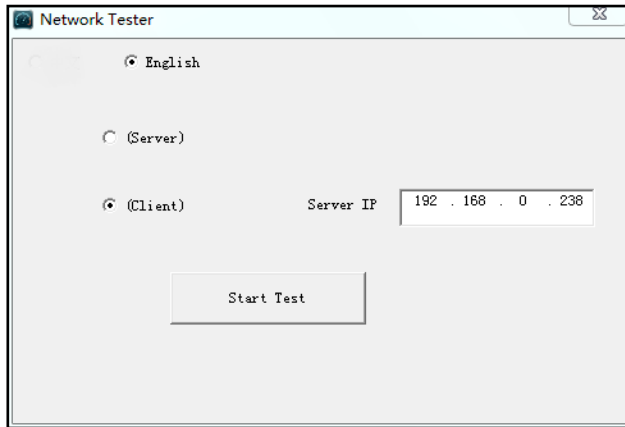 Network Tester
English
(Server)
(Client) Server IP 192 . 168 . 0 . 238
Start Test